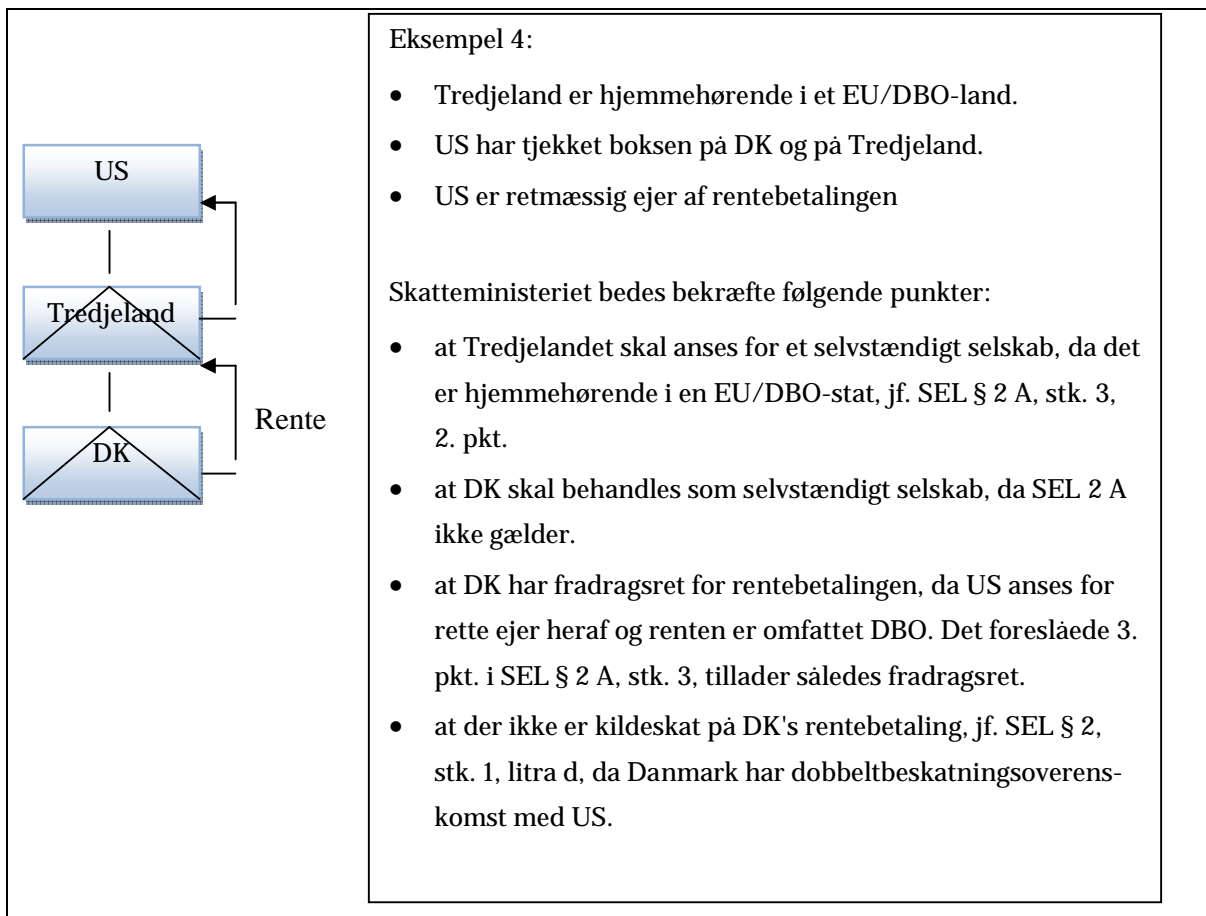 US
Tredjeland
DK
Rente
Eksempel 4:
• Tredjeland er hjemmehørende i et EU/DBO-land.
• US har tjekket boksen på DK og på Tredjeland.
• US er retmæssig ejer af rentebetalingen
Skatteministeriet bedes bekræfte følgende punkter:
• at Tredjelandet skal anses for et selvstændigt selskab, da det
er hjemmehørende i en EU/DBO-stat, jf. SEL § 2 A, stk. 3,
2. pkt.
• at DK skal behandles som selvstændigt selskab, da SEL 2 A
ikke gælder.
• at DK har fradragsret for rentebetalingen, da US anses for
rette ejer heraf og renten er omfattet DBO. Det foreslåede 3.
pkt. i SEL § 2 A, stk. 3, tillader således fradragsret.
• at der ikke er kildeskat på DK's rentebetaling, jf. SEL § 2,
stk. 1, litra d, da Danmark har dobbeltbeskatningsoverens-
komst med US.